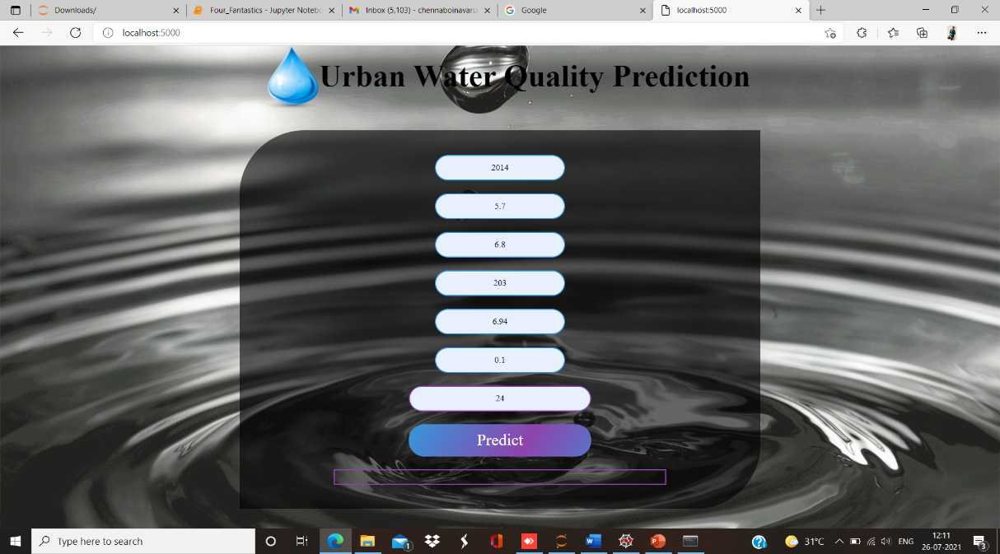 Downloads/
Four_Fantastics - Jupyter Notebo
Inbox (5,103) - chennaboinavaru
Google
localhost:5000
localhost:5000
Urban Water Quality Prediction
2014
5.7
6.8
203
6.94
0.1
24
Predict
Type here to search
1
31°C
ENG
12:11
26-07-2021
3